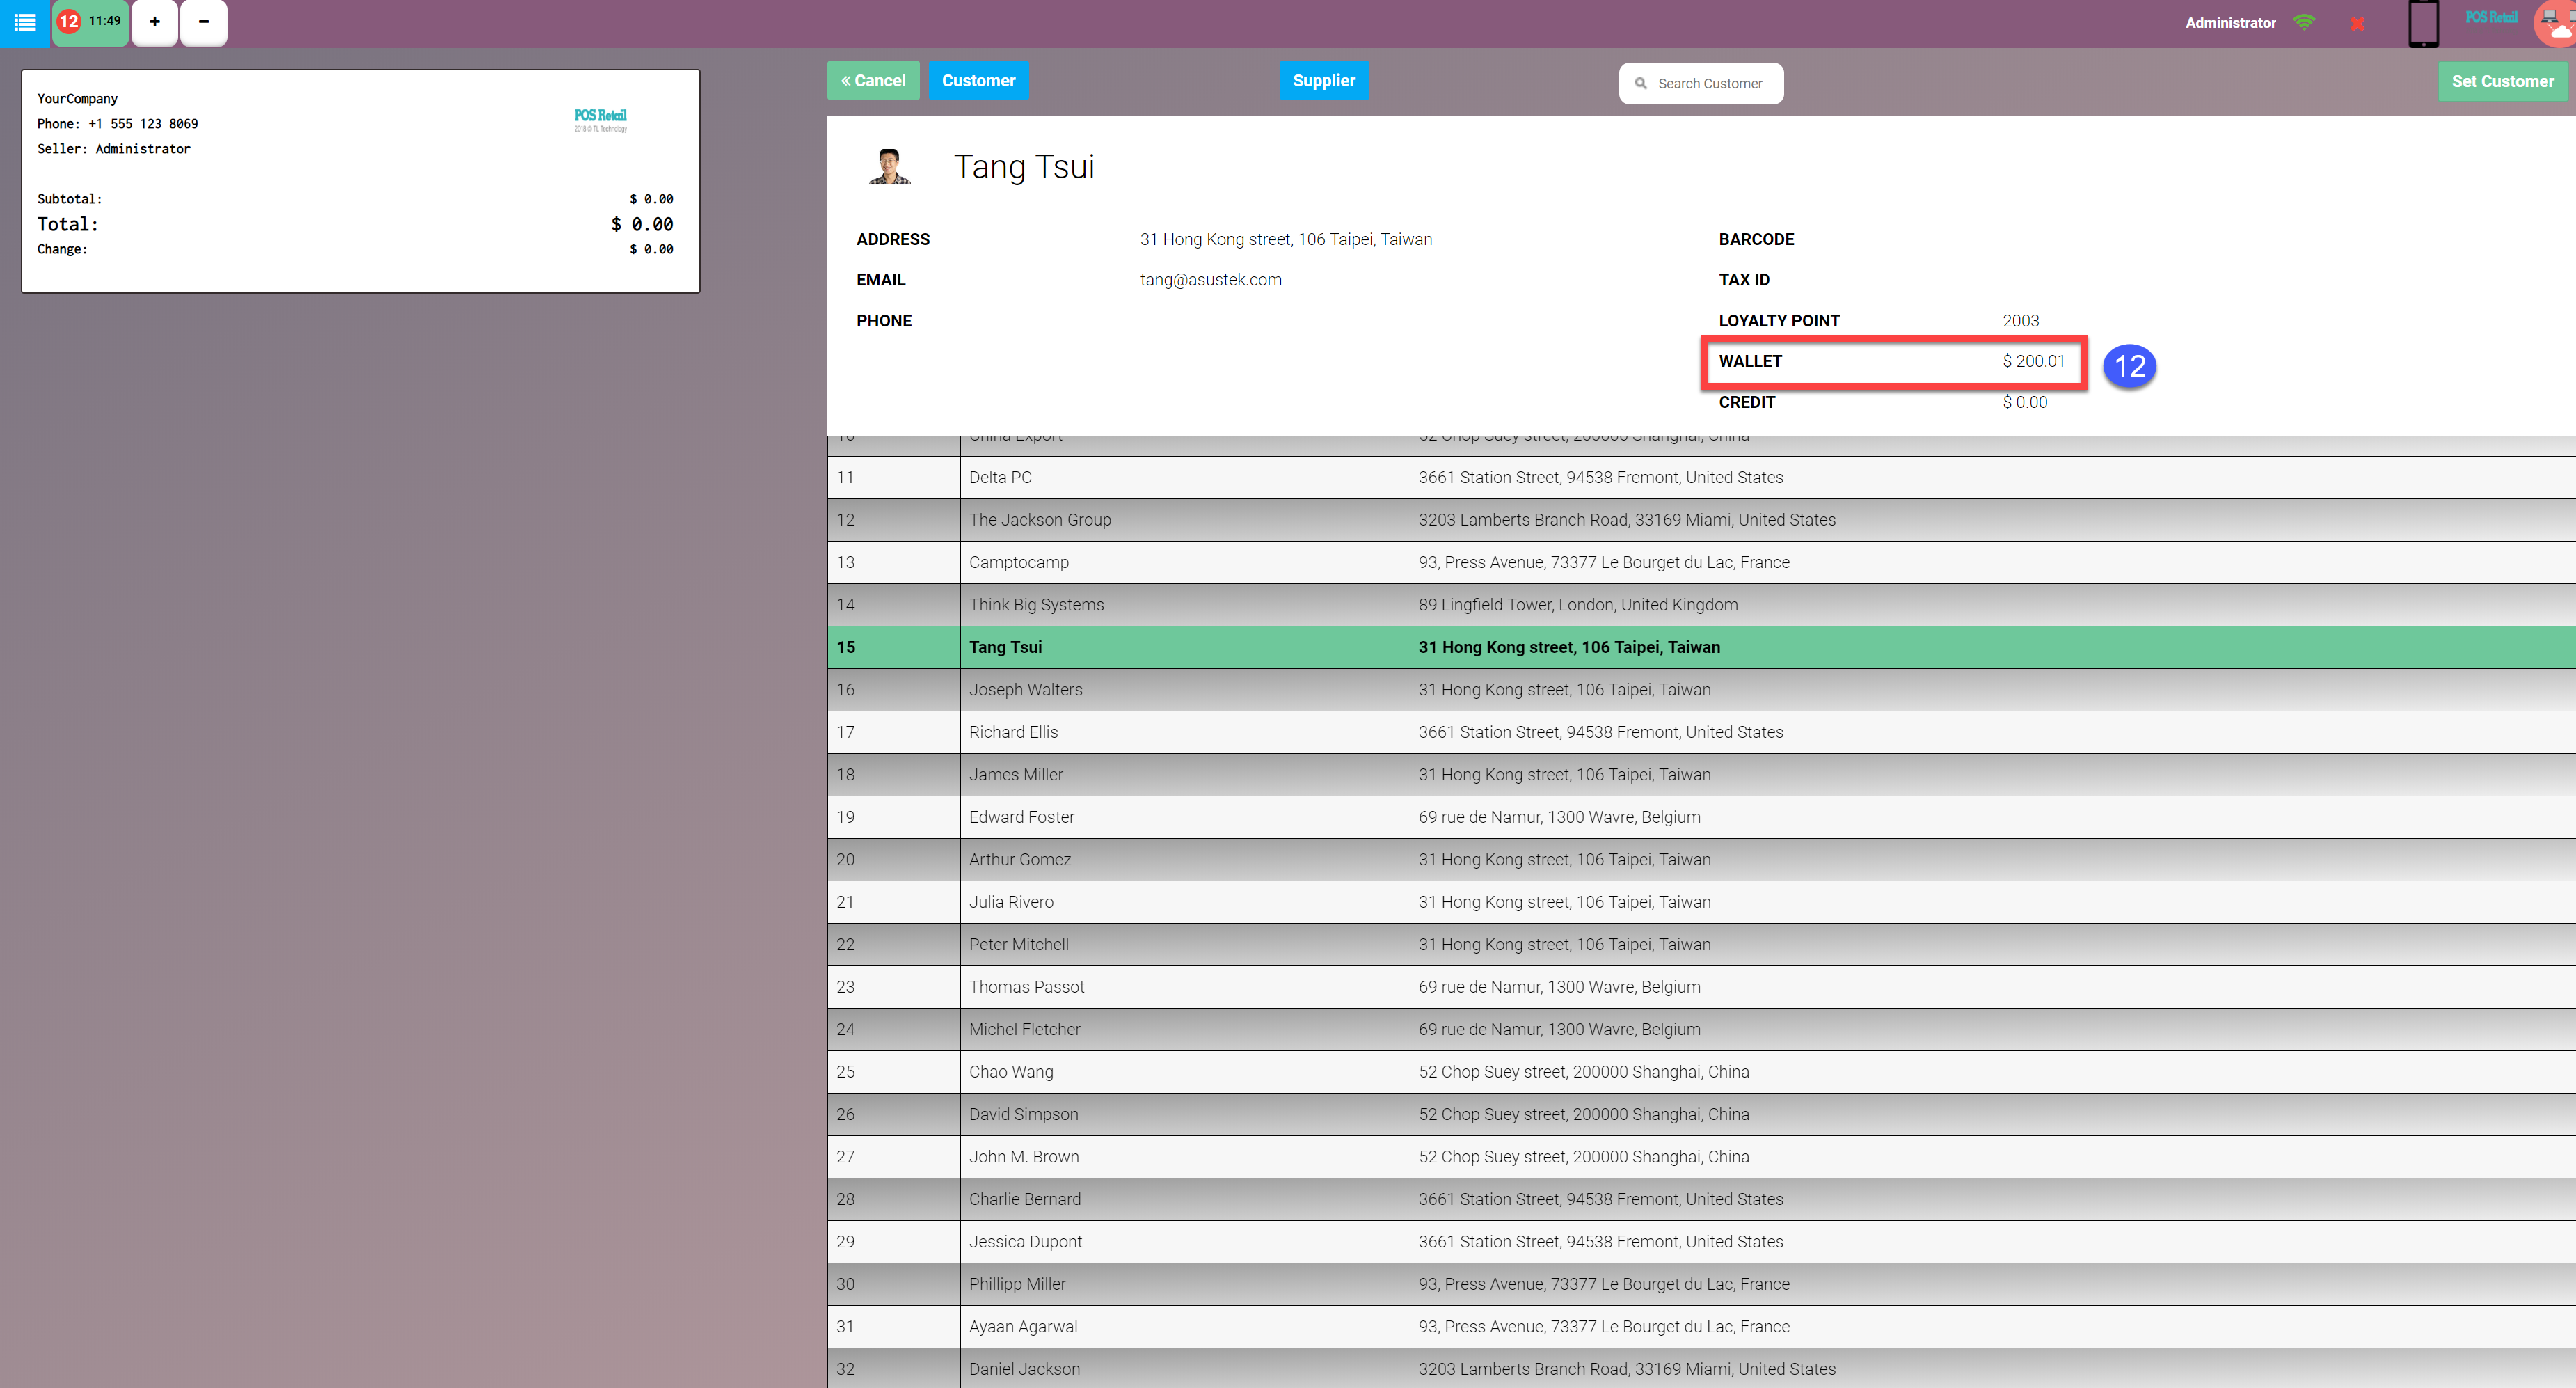 12 11:49 + -
Administrator
POS Retail
YourCompany
Phone: +1 555 123 8069
Seller: Administrator
POS Retail
2018 @ TL Technology
Subtotal: $ 0.00
Total: $ 0.00
Change: $ 0.00
« Cancel Customer Supplier Search Customer Set Customer
Tang Tsui
ADDRESS 31 Hong Kong street, 106 Taipei, Taiwan BARCODE
EMAIL tang@asustek.com TAX ID
PHONE LOYALTY POINT 2003
WALLET $ 200.01 12
CREDIT $ 0.00
10 China Export 52 Chop Suey street, 200000 Shanghai, China
11 Delta PC 3661 Station Street, 94538 Fremont, United States
12 The Jackson Group 3203 Lamberts Branch Road, 33169 Miami, United States
13 Camptocamp 93, Press Avenue, 73377 Le Bourget du Lac, France
14 Think Big Systems 89 Lingfield Tower, London, United Kingdom
15 Tang Tsui 31 Hong Kong street, 106 Taipei, Taiwan
16 Joseph Walters 31 Hong Kong street, 106 Taipei, Taiwan
17 Richard Ellis 3661 Station Street, 94538 Fremont, United States
18 James Miller 31 Hong Kong street, 106 Taipei, Taiwan
19 Edward Foster 69 rue de Namur, 1300 Wavre, Belgium
20 Arthur Gomez 31 Hong Kong street, 106 Taipei, Taiwan
21 Julia Rivero 31 Hong Kong street, 106 Taipei, Taiwan
22 Peter Mitchell 31 Hong Kong street, 106 Taipei, Taiwan
23 Thomas Passot 69 rue de Namur, 1300 Wavre, Belgium
24 Michel Fletcher 69 rue de Namur, 1300 Wavre, Belgium
25 Chao Wang 52 Chop Suey street, 200000 Shanghai, China
26 David Simpson 52 Chop Suey street, 200000 Shanghai, China
27 John M. Brown 52 Chop Suey street, 200000 Shanghai, China
28 Charlie Bernard 3661 Station Street, 94538 Fremont, United States
29 Jessica Dupont 3661 Station Street, 94538 Fremont, United States
30 Phillipp Miller 93, Press Avenue, 73377 Le Bourget du Lac, France
31 Ayaan Agarwal 93, Press Avenue, 73377 Le Bourget du Lac, France
32 Daniel Jackson 3203 Lamberts Branch Road, 33169 Miami, United States